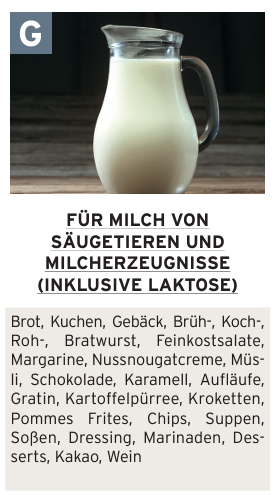 G
FÜR MILCH VON
SÄUGETIEREN UND
MILCHERZEUGNISSE
(INKLUSIVE LAKTOSE)
Brot, Kuchen, Gebäck, Brüh-, Koch-,
Roh-, Bratwurst, Feinkostsalate,
Margarine, Nussnougatcreme, Müs-
li, Schokolade, Karamell, Aufläufe,
Gratin, Kartoffelpürree, Kroketten,
Pommes Frites, Chips, Suppen,
Soßen, Dressing, Marinaden, Des-
serts, Kakao, Wein